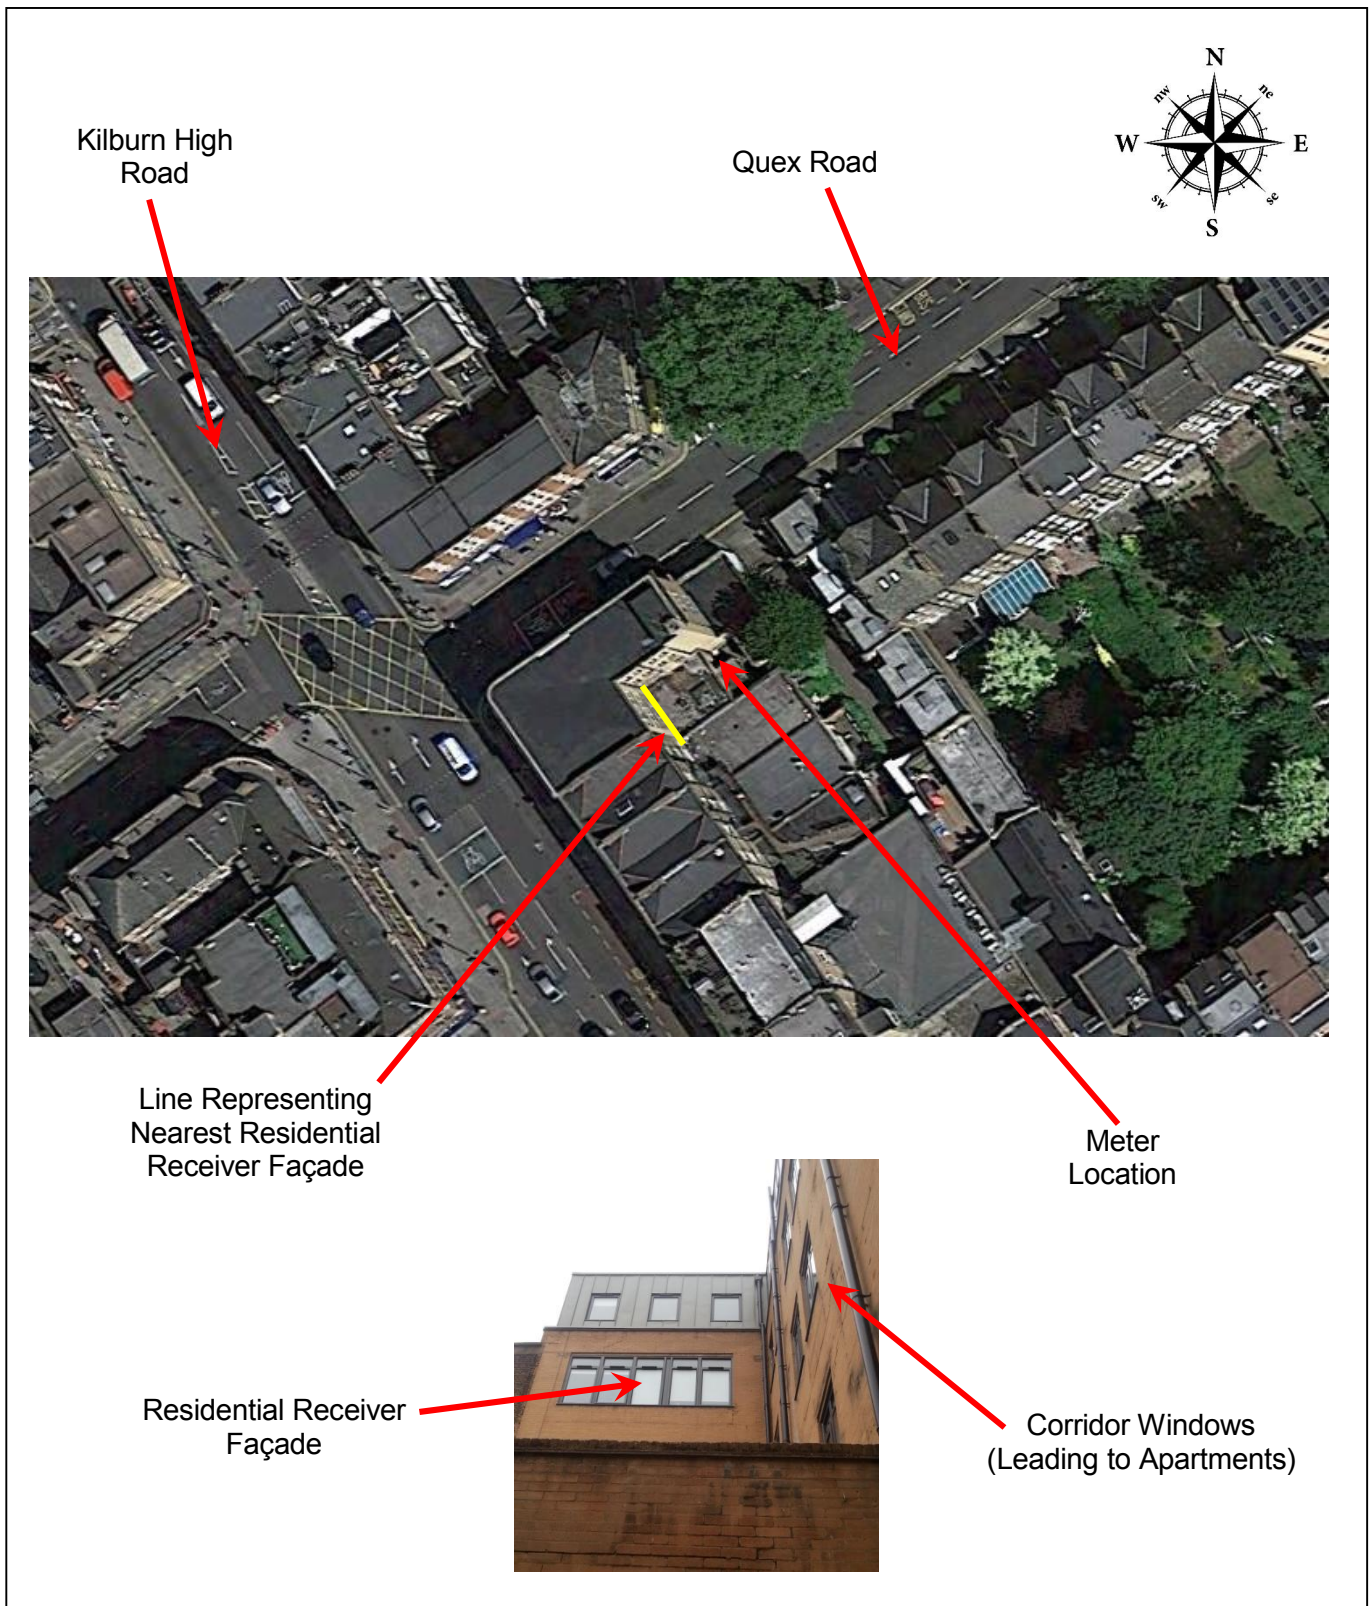 N
nw
ne
W
E
sw
se
S
Kilburn High
Road
Quex Road
Line Representing
Nearest Residential
Receiver Façade
Meter
Location
Residential Receiver
Façade
Corridor Windows
(Leading to Apartments)